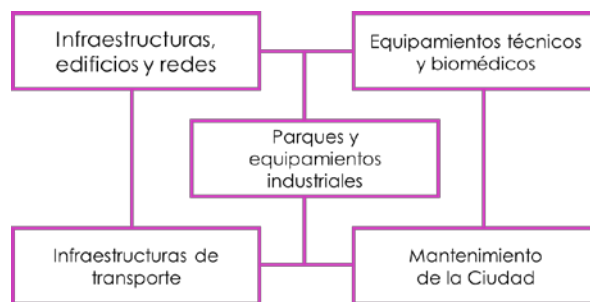 Infraestructuras,
edificios y redes
Equipamientos técnicos
y biomédicos
Parques y
equipamientos
industriales
Infraestructuras de
transporte
Mantenimiento
de la Ciudad